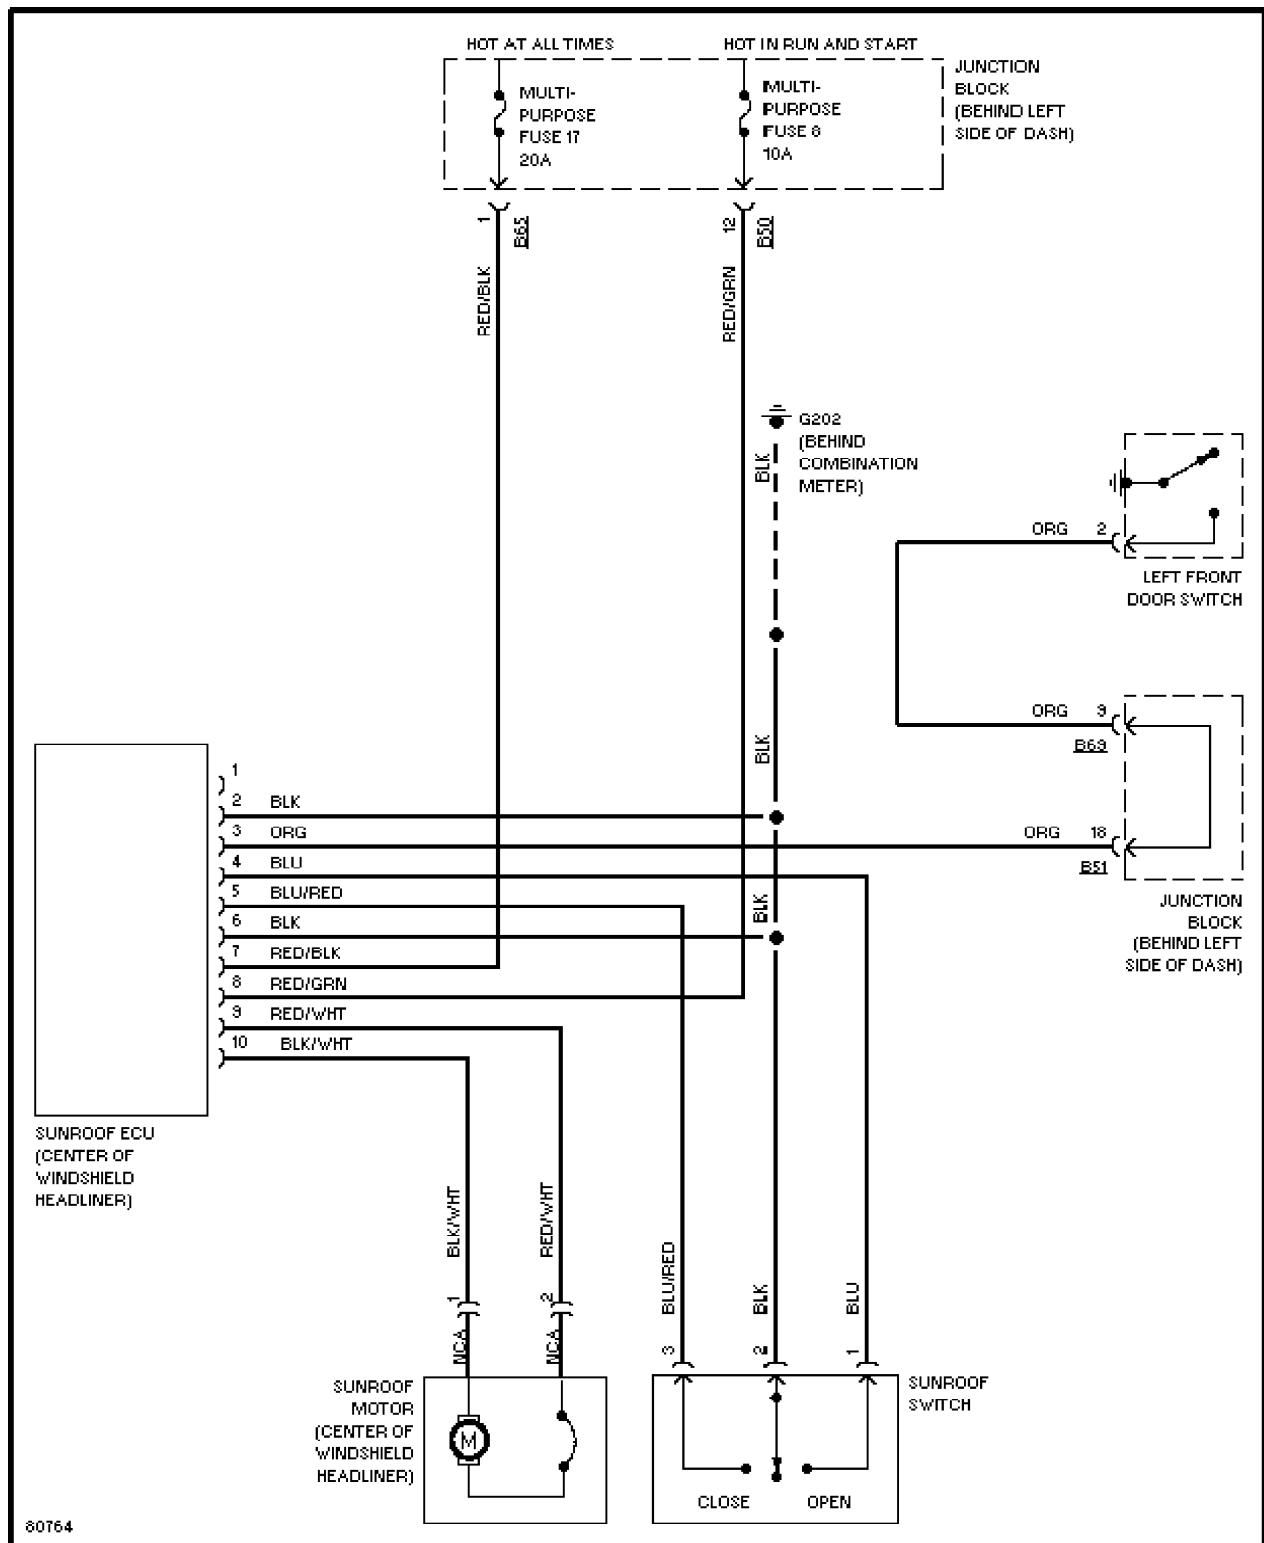 HOT AT ALL TIMES
HOT IN RUN AND START
MULTI-
PURPOSE
FUSE 17
20A
MULTI-
PURPOSE
FUSE 8
10A
JUNCTION
BLOCK
(BEHIND LEFT
SIDE OF DASH)
1
B65
12
B50
RED/BLK
RED/GRN
G202
(BEHIND
COMBINATION
METER)
BLK
ORG 2
LEFT FRONT
DOOR SWITCH
ORG 9
B69
BLK
ORG 18
B51
JUNCTION
BLOCK
(BEHIND LEFT
SIDE OF DASH)
1
2 BLK
3 ORG
4 BLU
5 BLU/RED
6 BLK
7 RED/BLK
8 RED/GRN
9 RED/WHT
10 BLK/WHT
BLK
SUNROOF ECU
(CENTER OF
WINDSHIELD
HEADLINER)
BLK/WHT
RED/WHT
BLU/RED
BLK
BLU
1
2
NCA
NCA
3
2
1
SUNROOF
MOTOR
(CENTER OF
WINDSHIELD
HEADLINER)
M
SUNROOF
SWITCH
CLOSE
OPEN
80764